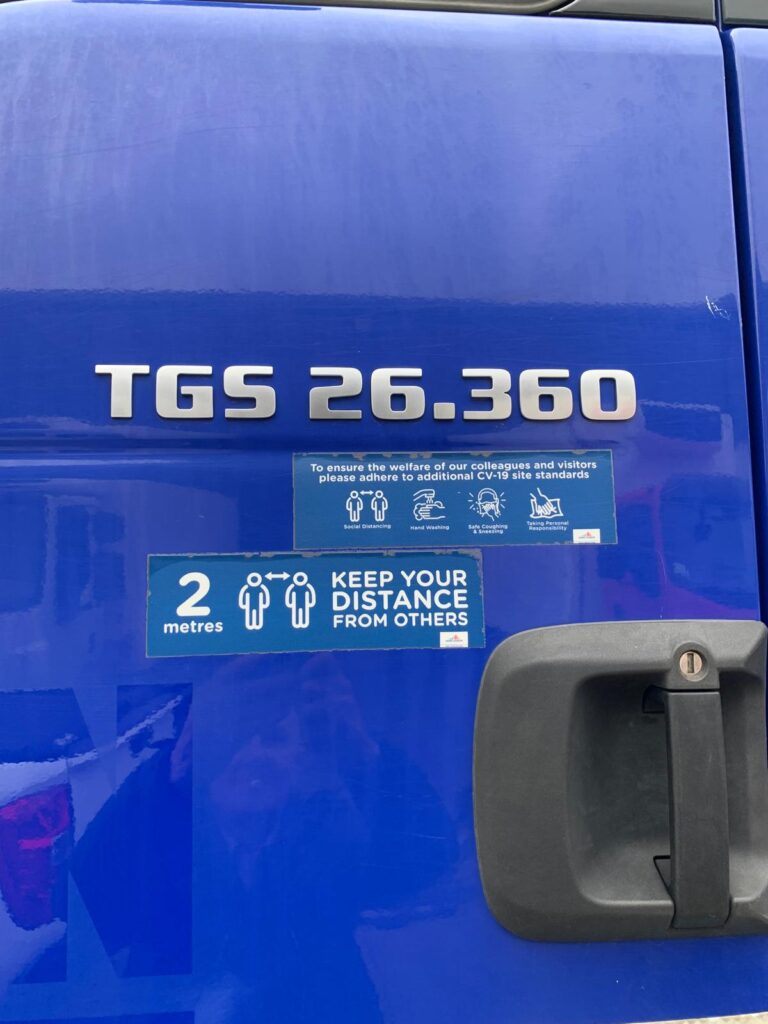 TGS 26.360
To ensure the welfare of our colleagues and visitors
please adhere to additional CV-19 site standards
Social Distancing
Hand Washing
Safe Coughing
& Sneezing
Taking Personal
Responsibility
2
metres
KEEP YOUR
DISTANCE
FROM OTHERS